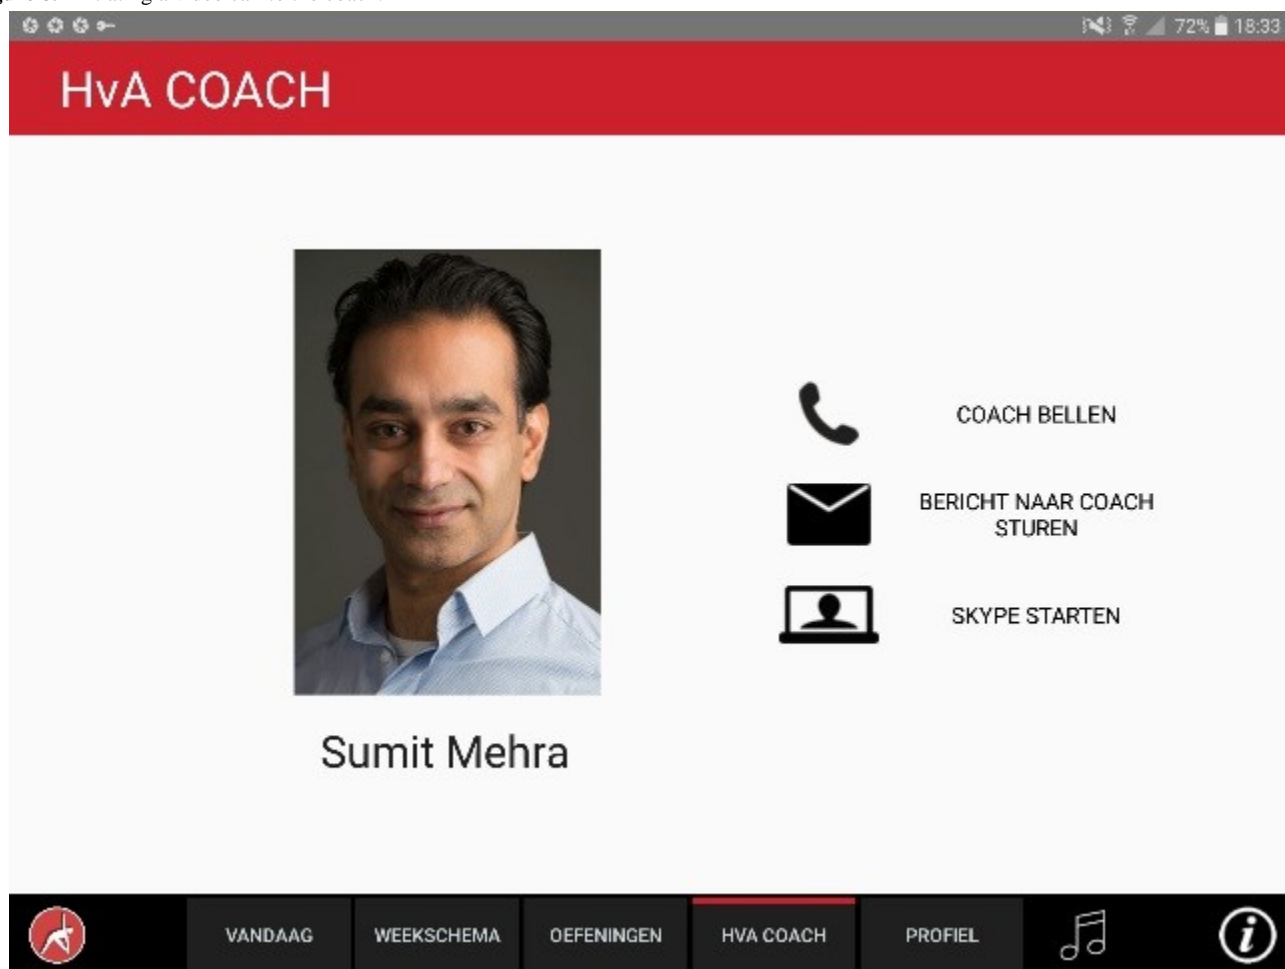 72% 18:33
HvA COACH
COACH BELLEN
BERICHT NAAR COACH
STUREN
SKYPE STARTEN
Sumit Mehra
VANDAAG WEEKSCHEMA OEFENINGEN HVA COACH PROFIEL i